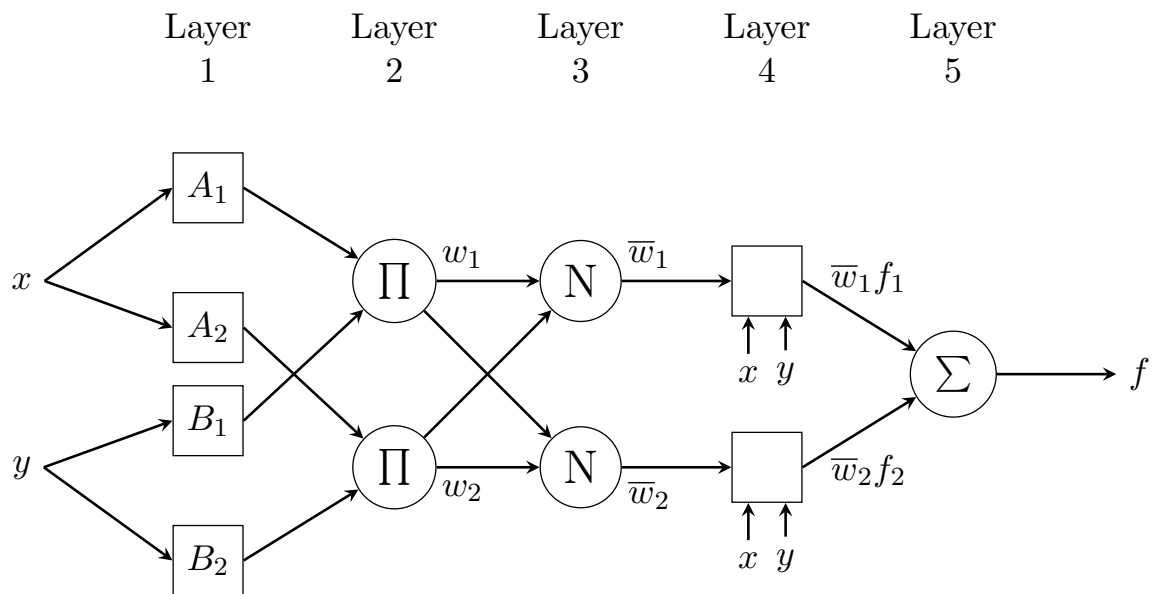 Layer Layer Layer Layer Layer
1 2 3 4 5
A₁
x
A₂
B₁
y
B₂
∏ w₁
∏ w₂
N w̅₁
N w̅₂
x y
x y
w̅₁f₁
w̅₂f₂
∑
f